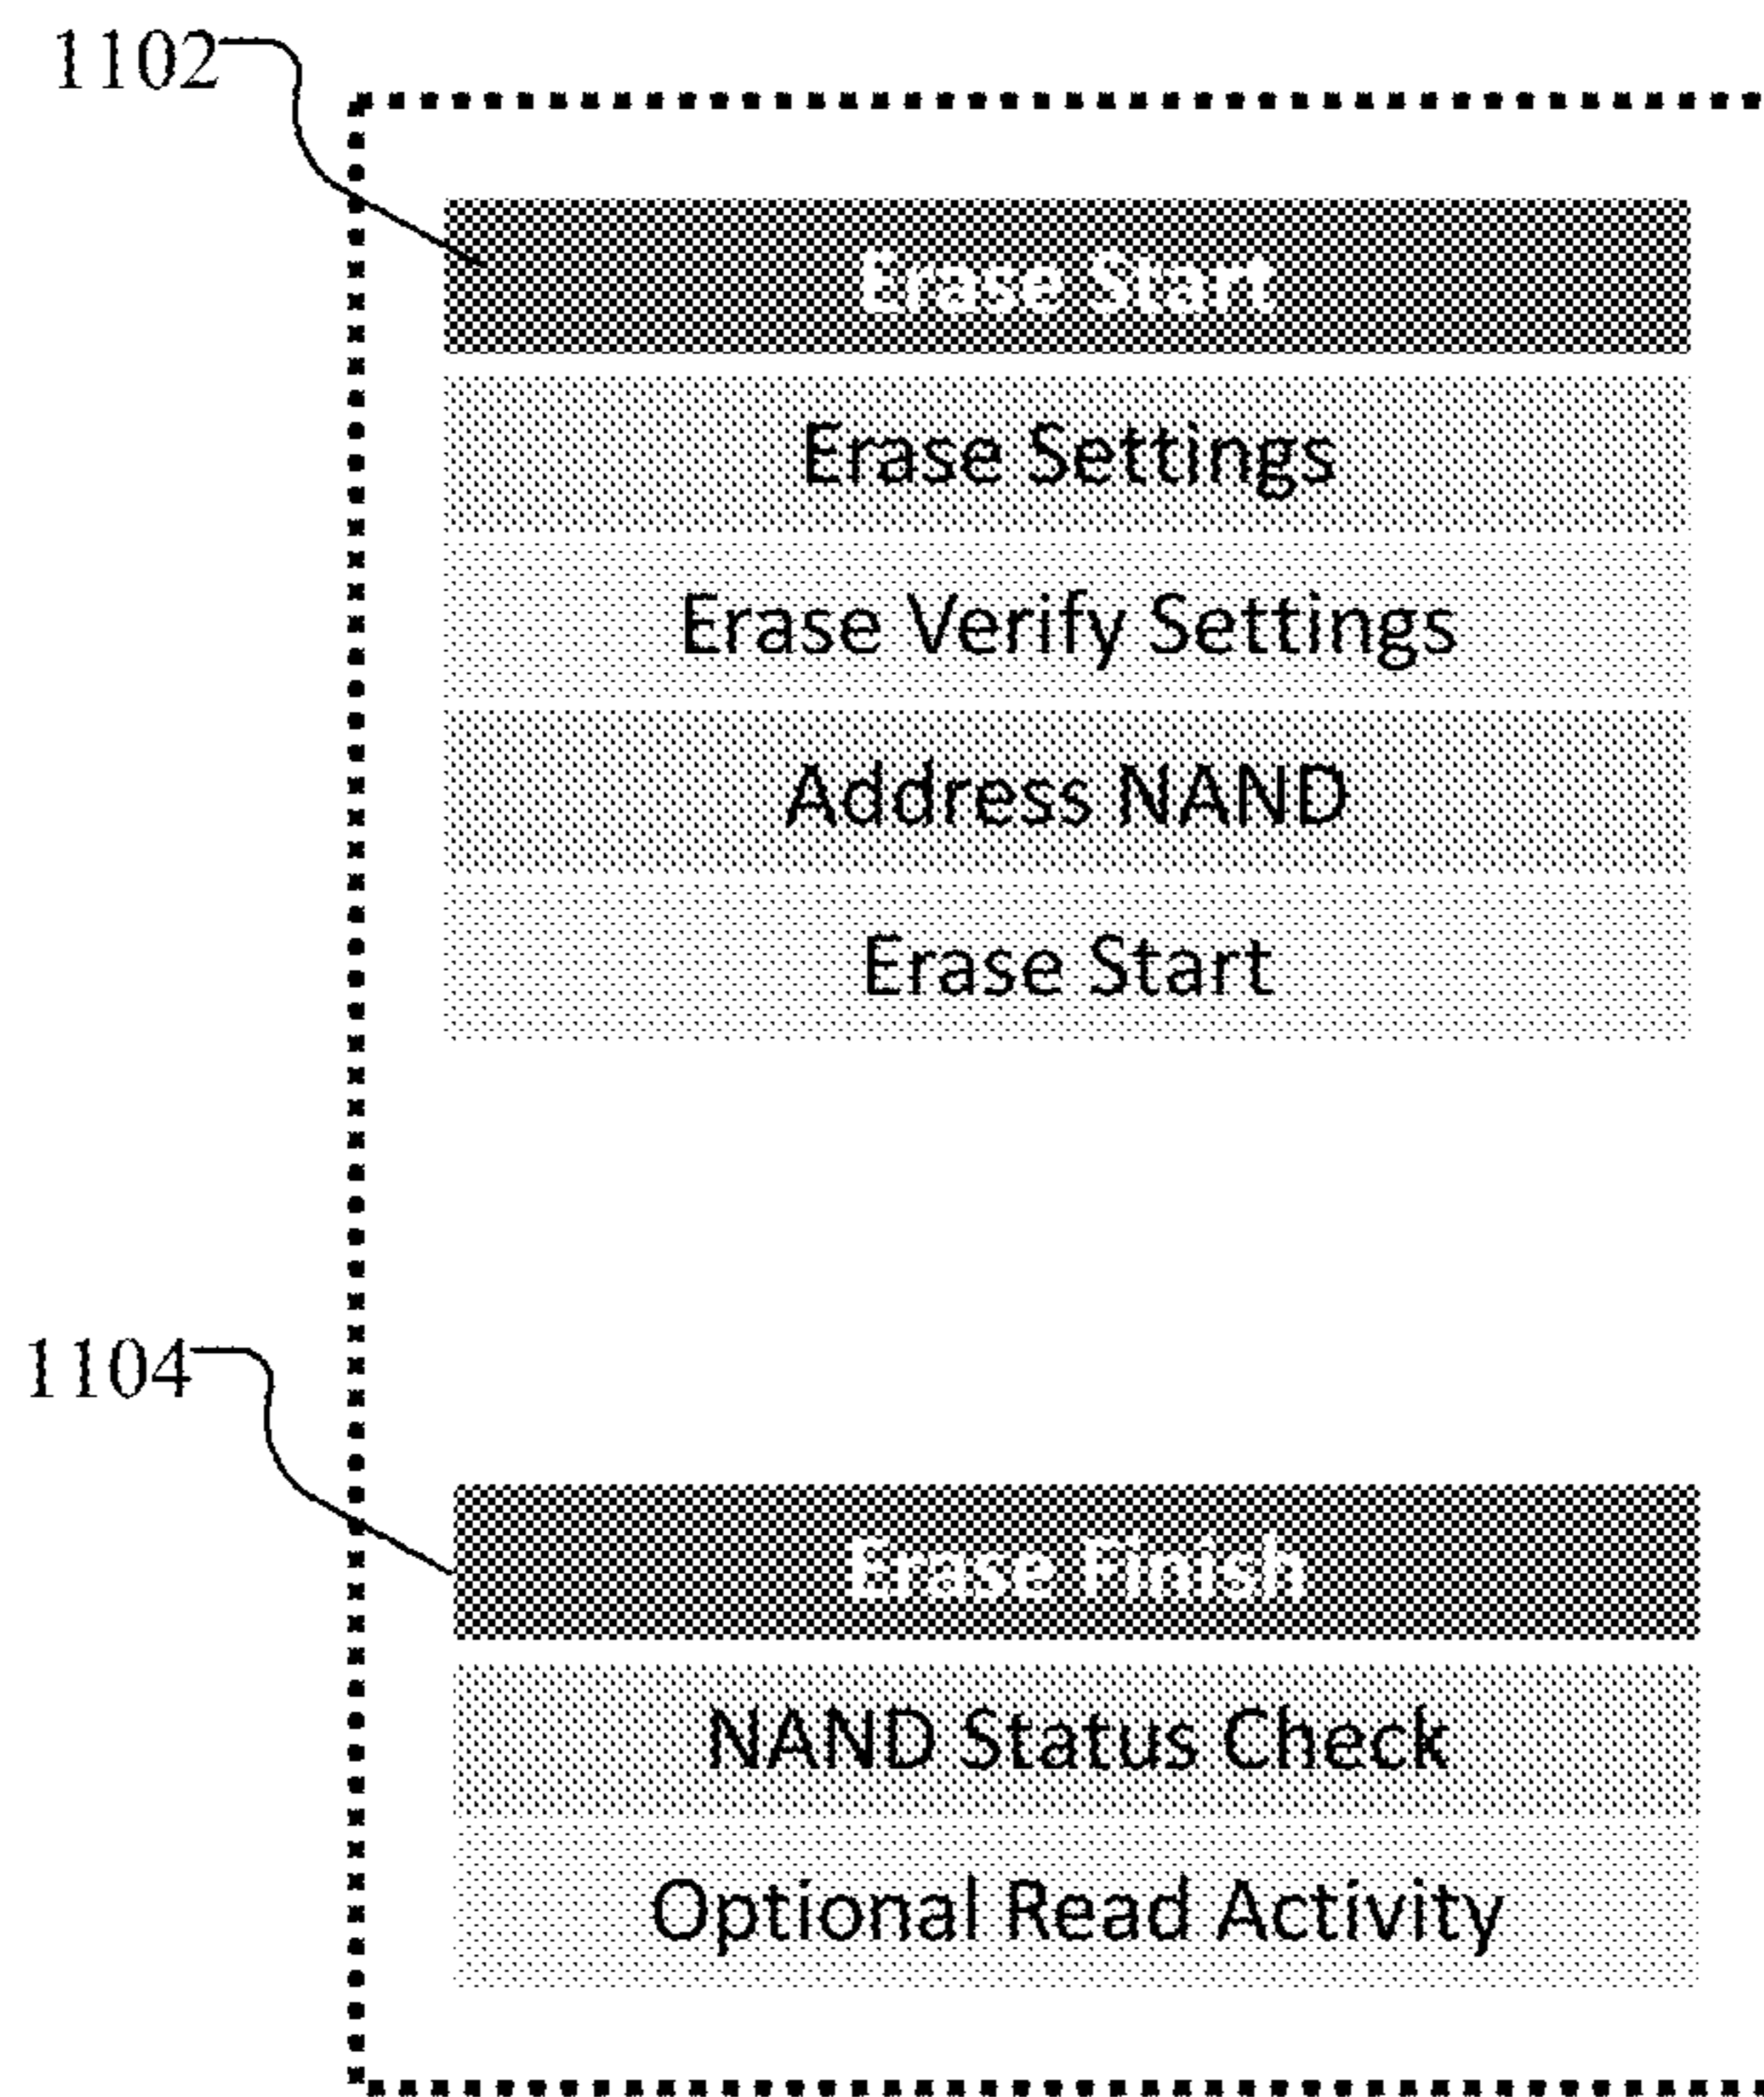 1102
Erase Start
Erase Settings
Erase Verify Settings
Address NAND
Erase Start
1104
Erase Finish
NAND Status Check
Optional Read Activity